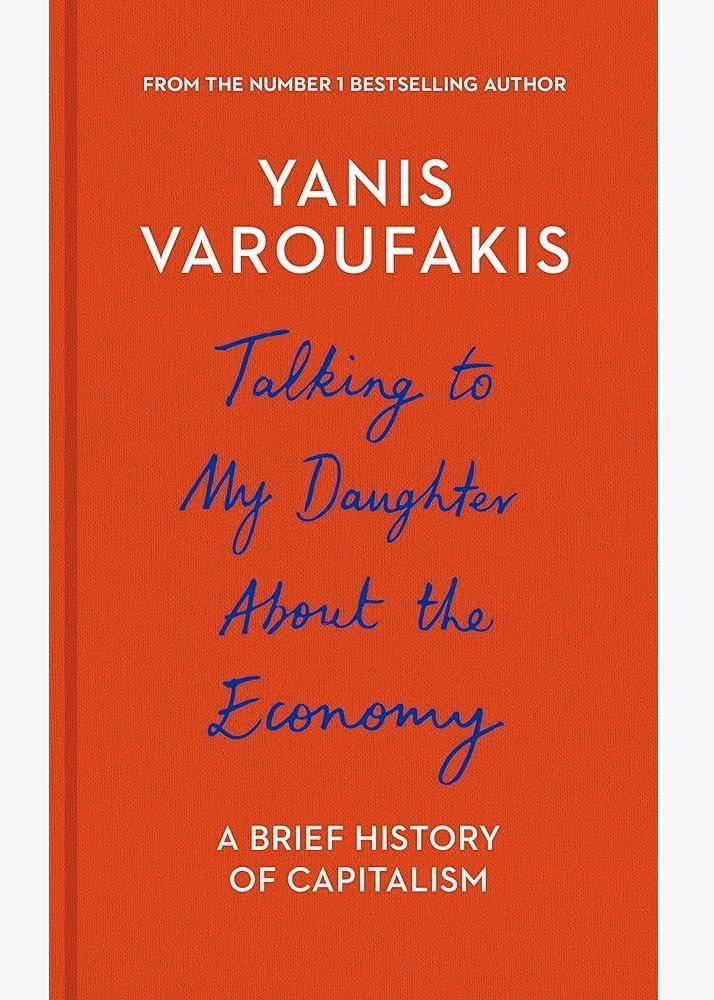 FROM THE NUMBER 1 BESTSELLING AUTHOR
YANIS
VAROUFAKIS
Talking to
My Daughter
About the
Economy
A BRIEF HISTORY
OF CAPITALISM